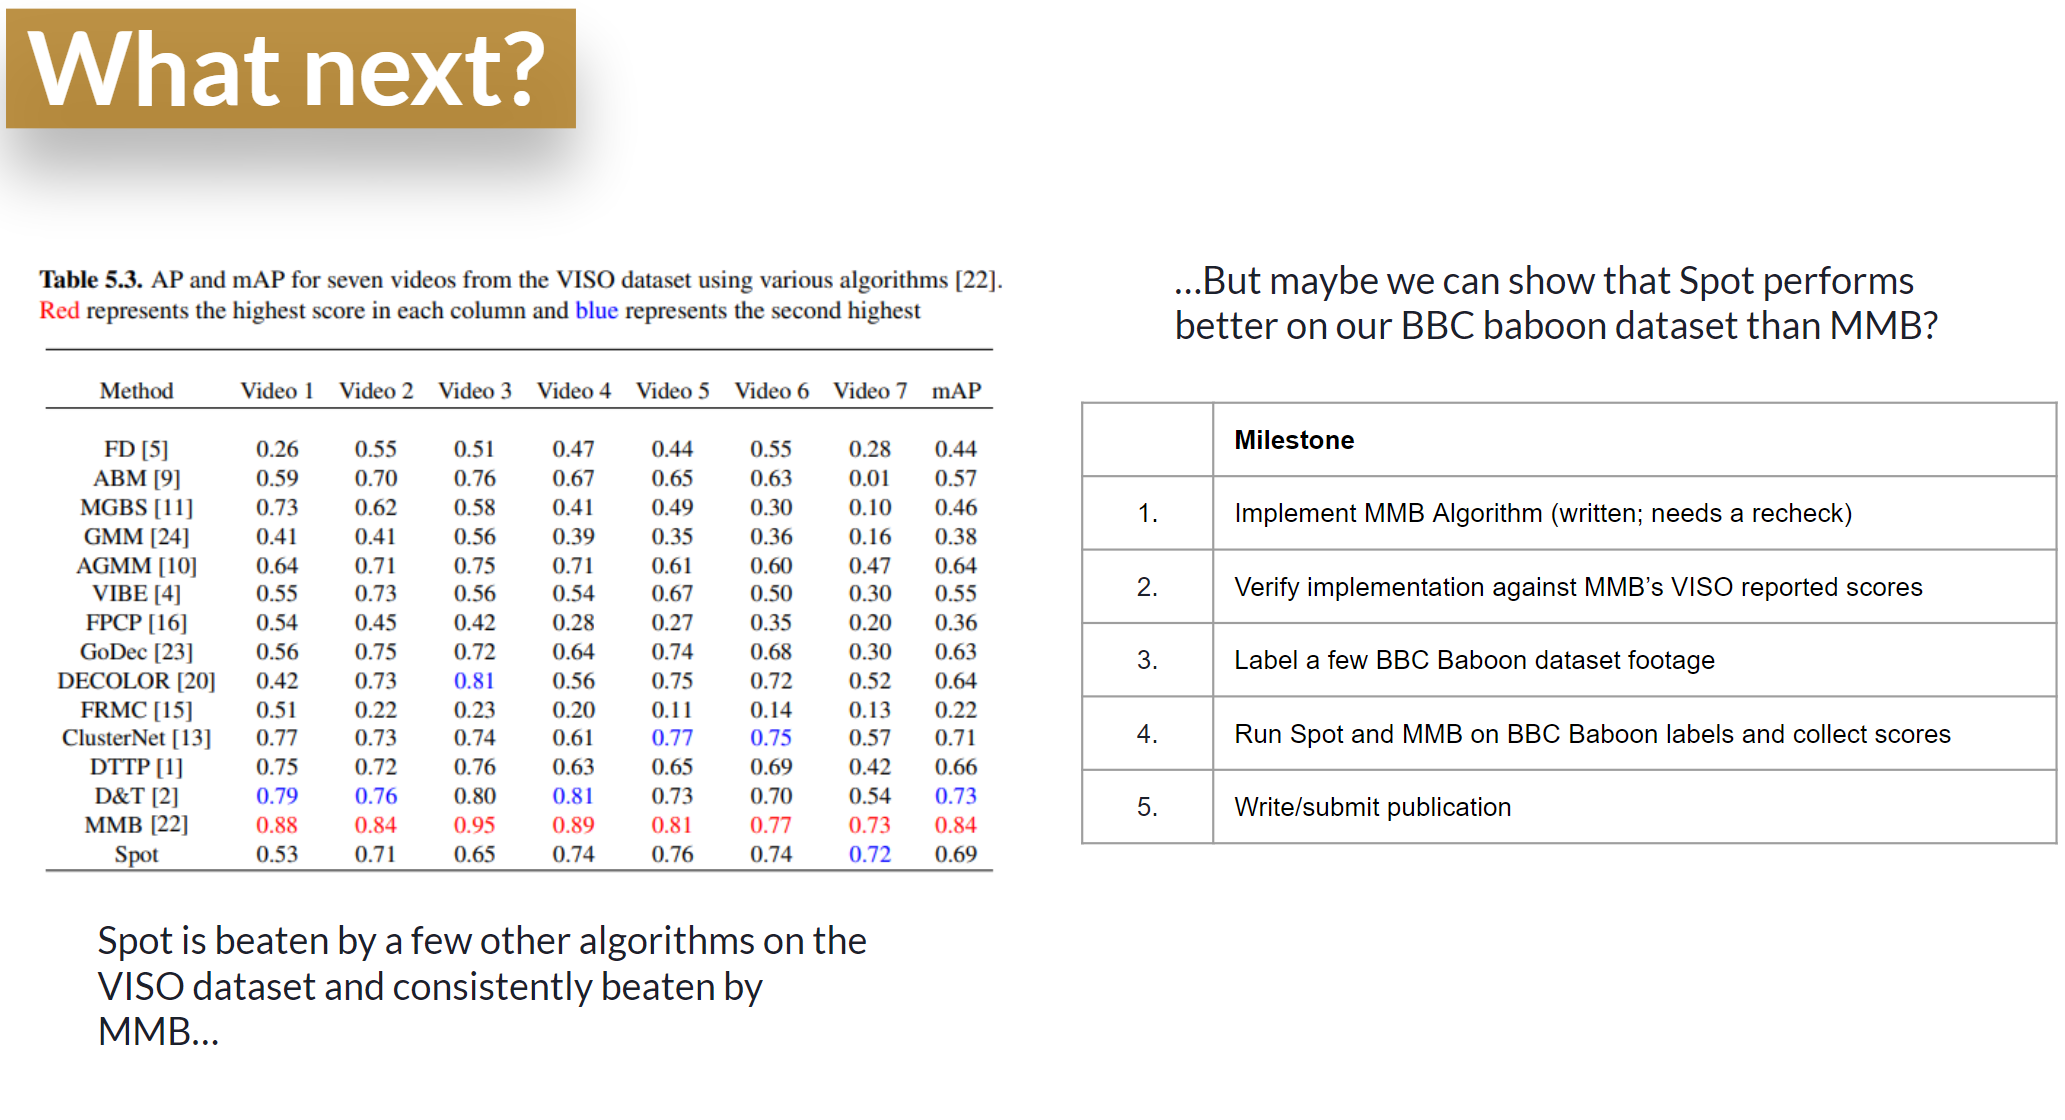 What next?
Table 5.3. AP and mAP for seven videos from the VISO dataset using various algorithms [22].
Red represents the highest score in each column and blue represents the second highest
Method Video 1 Video 2 Video 3 Video 4 Video 5 Video 6 Video 7 mAP
FD [5] 0.26 0.55 0.51 0.47 0.44 0.55 0.28 0.44
ABM [9] 0.59 0.70 0.76 0.67 0.65 0.63 0.01 0.57
MGBS [11] 0.73 0.62 0.58 0.41 0.49 0.30 0.10 0.46
GMM [24] 0.41 0.41 0.56 0.39 0.35 0.36 0.16 0.38
AGMM [10] 0.64 0.71 0.75 0.71 0.61 0.60 0.47 0.64
VIBE [4] 0.55 0.73 0.56 0.54 0.67 0.50 0.30 0.55
FPCP [16] 0.54 0.45 0.42 0.28 0.27 0.35 0.20 0.36
GoDec [23] 0.56 0.75 0.72 0.64 0.74 0.68 0.30 0.63
DECOLOR [20] 0.42 0.73 0.81 0.56 0.75 0.72 0.52 0.64
FRMC [15] 0.51 0.22 0.23 0.20 0.11 0.14 0.13 0.22
ClusterNet [13] 0.77 0.73 0.74 0.61 0.77 0.75 0.57 0.71
DTTP [1] 0.75 0.72 0.76 0.63 0.65 0.69 0.42 0.66
D&T [2] 0.79 0.76 0.80 0.81 0.73 0.70 0.54 0.73
MMB [22] 0.88 0.84 0.95 0.89 0.81 0.77 0.73 0.84
Spot 0.53 0.71 0.65 0.74 0.76 0.74 0.72 0.69
Spot is beaten by a few other algorithms on the
VISO dataset and consistently beaten by
MMB...
...But maybe we can show that Spot performs
better on our BBC baboon dataset than MMB?
Milestone
1. Implement MMB Algorithm (written; needs a recheck)
2. Verify implementation against MMB’s VISO reported scores
3. Label a few BBC Baboon dataset footage
4. Run Spot and MMB on BBC Baboon labels and collect scores
5. Write/submit publication